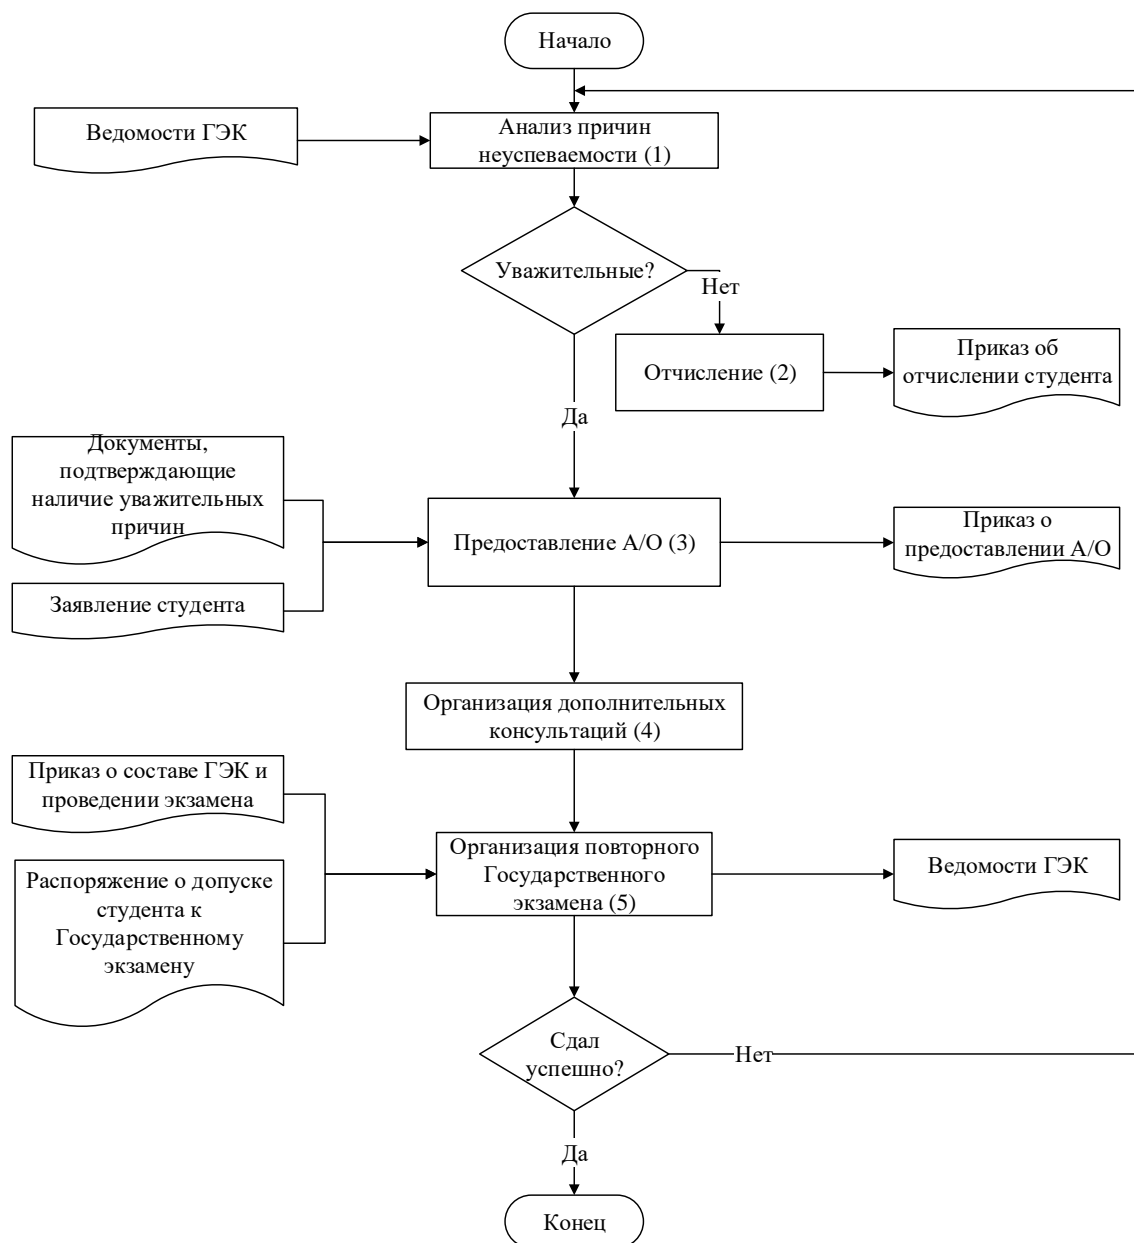 Начало
Ведомости ГЭК
Анализ причин
неуспеваемости (1)
Уважительные?
Нет
Отчисление (2)
Приказ об
отчислении студента
Да
Документы,
подтверждающие
наличие уважительных
причин
Предоставление А/О (3)
Приказ о
предоставлении А/О
Заявление студента
Организация дополнительных
консультаций (4)
Приказ о составе ГЭК и
проведении экзамена
Организация повторного
Государственного
экзамена (5)
Ведомости ГЭК
Распоряжение о допуске
студента к
Государственному
экзамену
Сдал
успешно?
Нет
Да
Конец